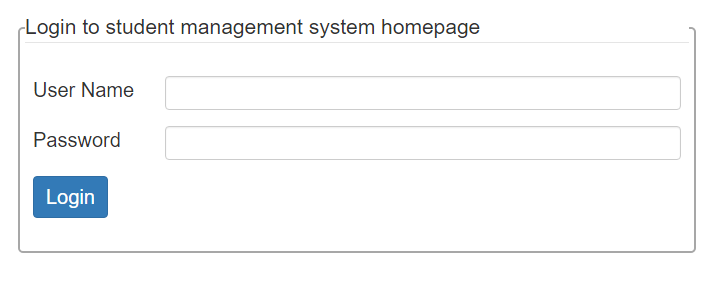 Login to student management system homepage
User Name
Password
Login